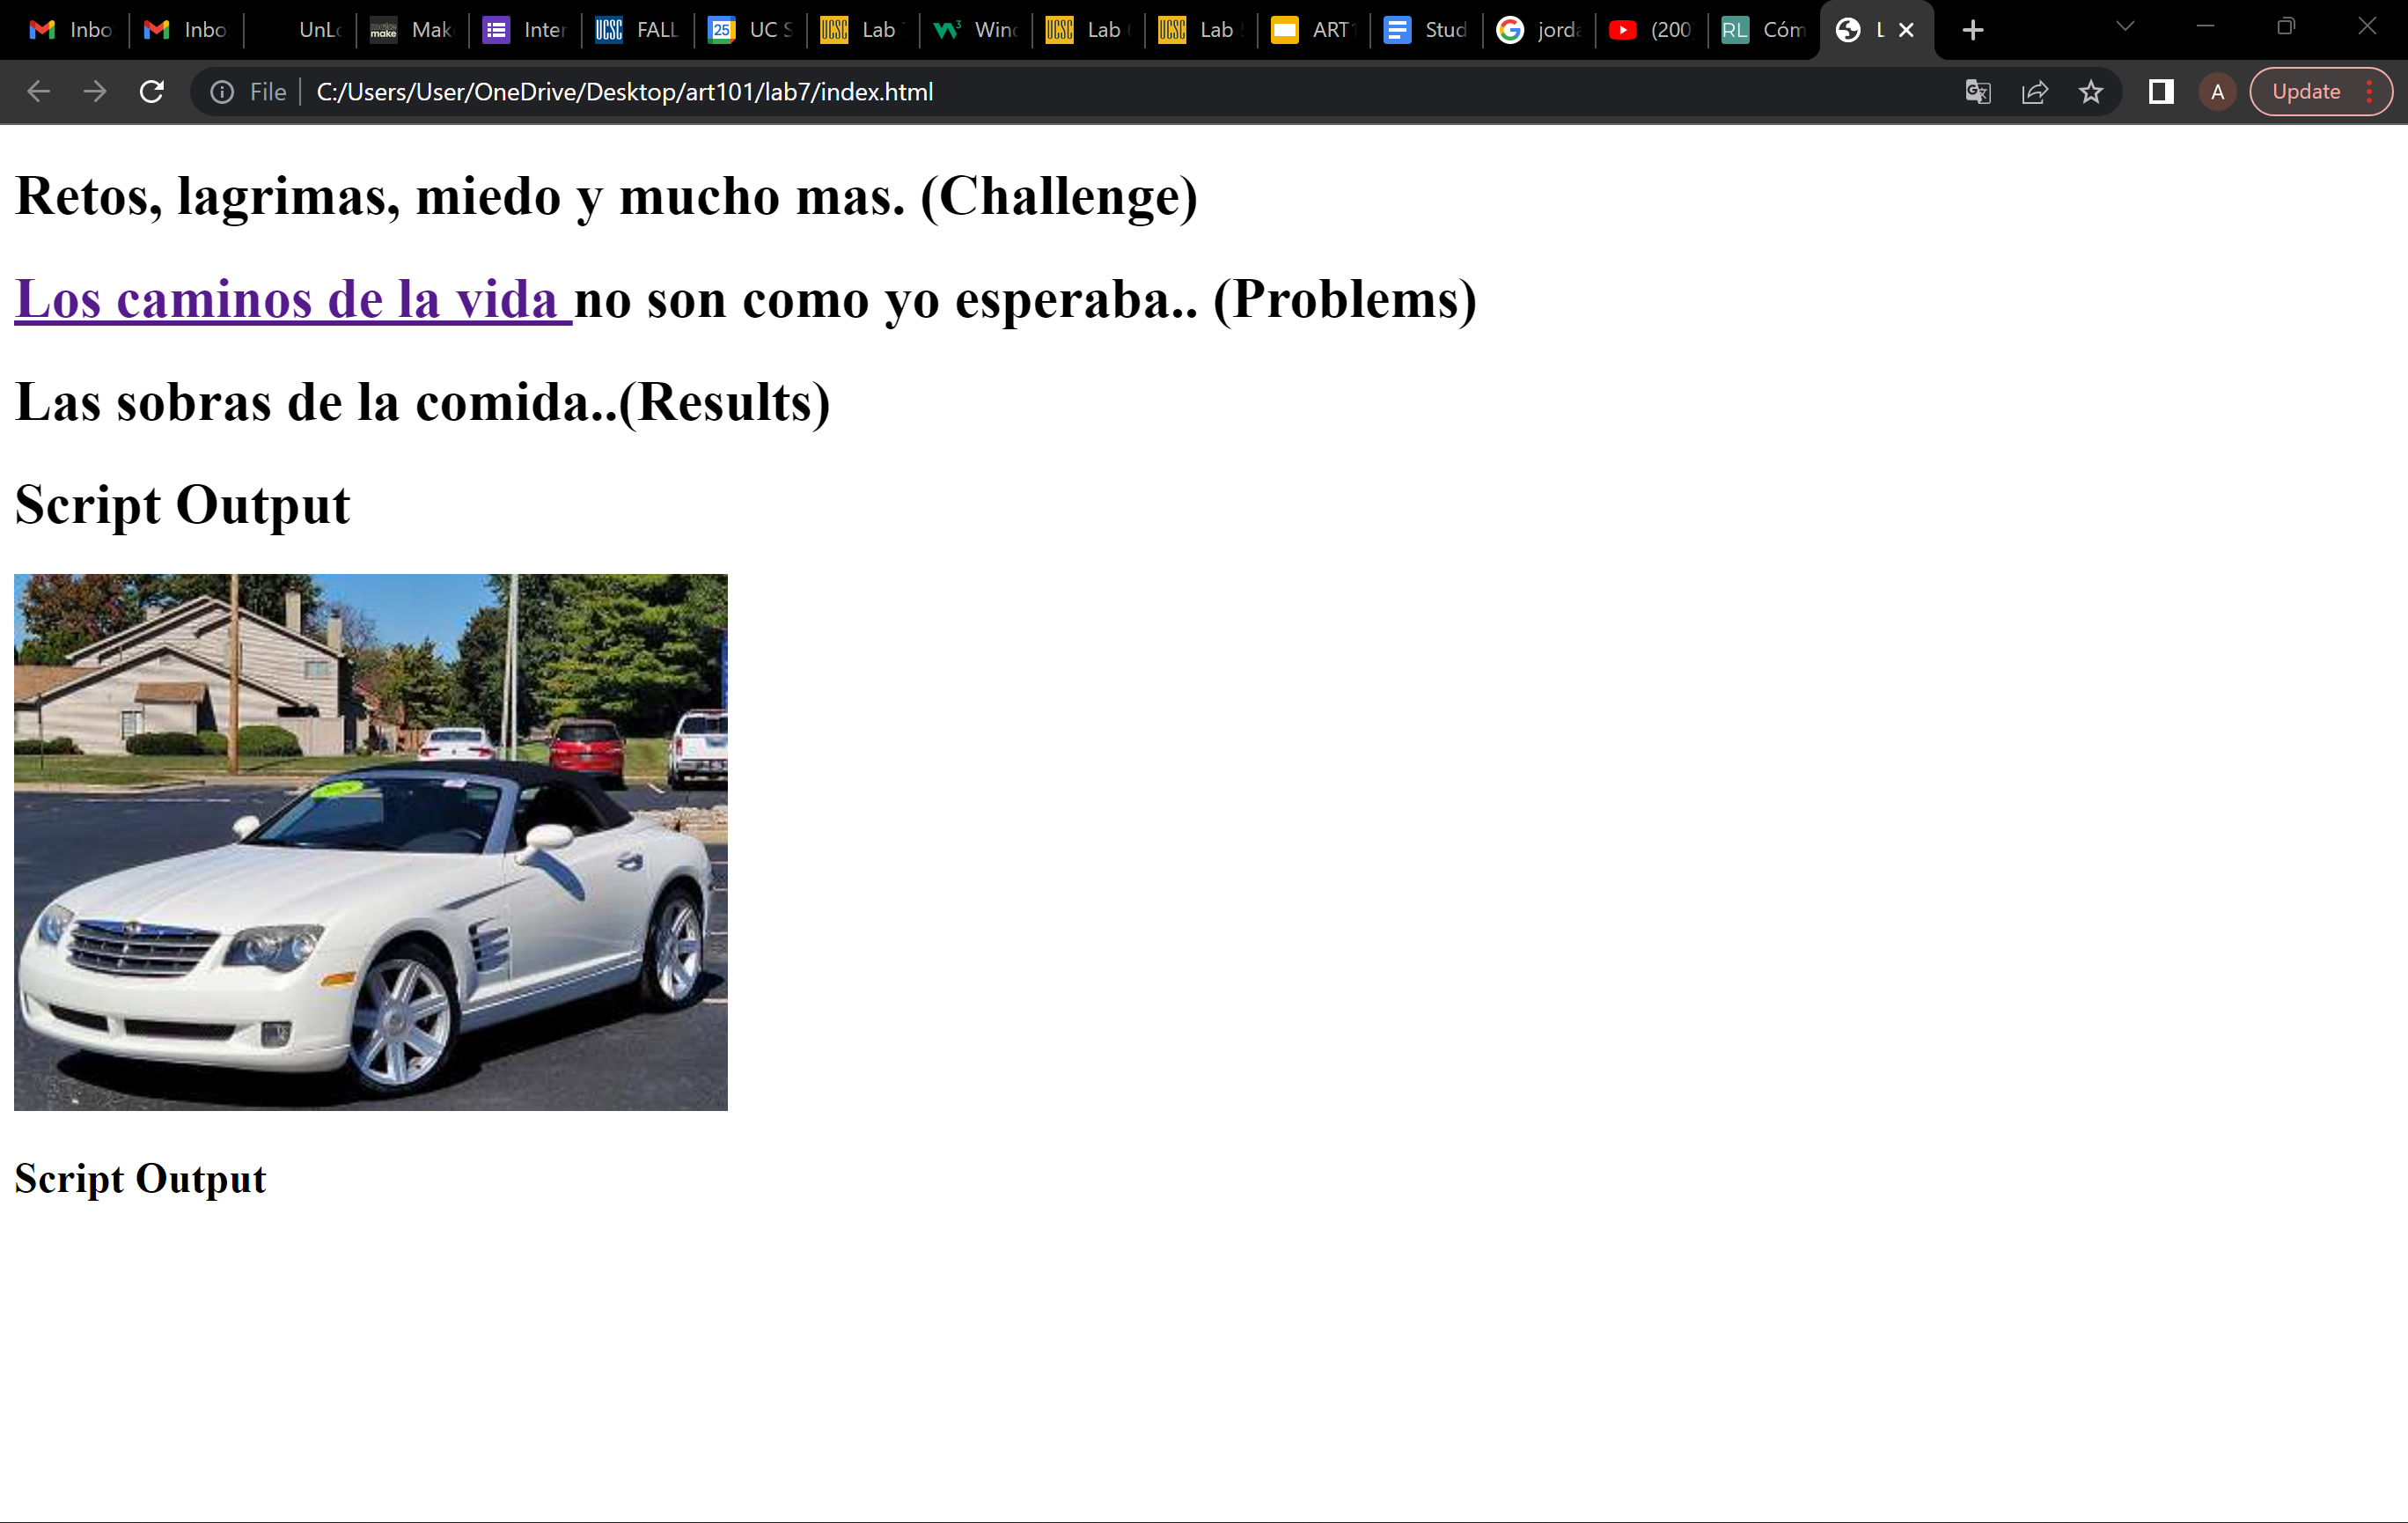 Inbo Inbo UnLo Mak Inter FALL UC S Lab Winc Lab Lab ART Stud jord (200 Cóm L
File C:/Users/User/OneDrive/Desktop/art101/lab7/index.html A Update
Retos, lagrimas, miedo y mucho mas. (Challenge)
Los caminos de la vida no son como yo esperaba.. (Problems)
Las sobras de la comida..(Results)
Script Output
Script Output